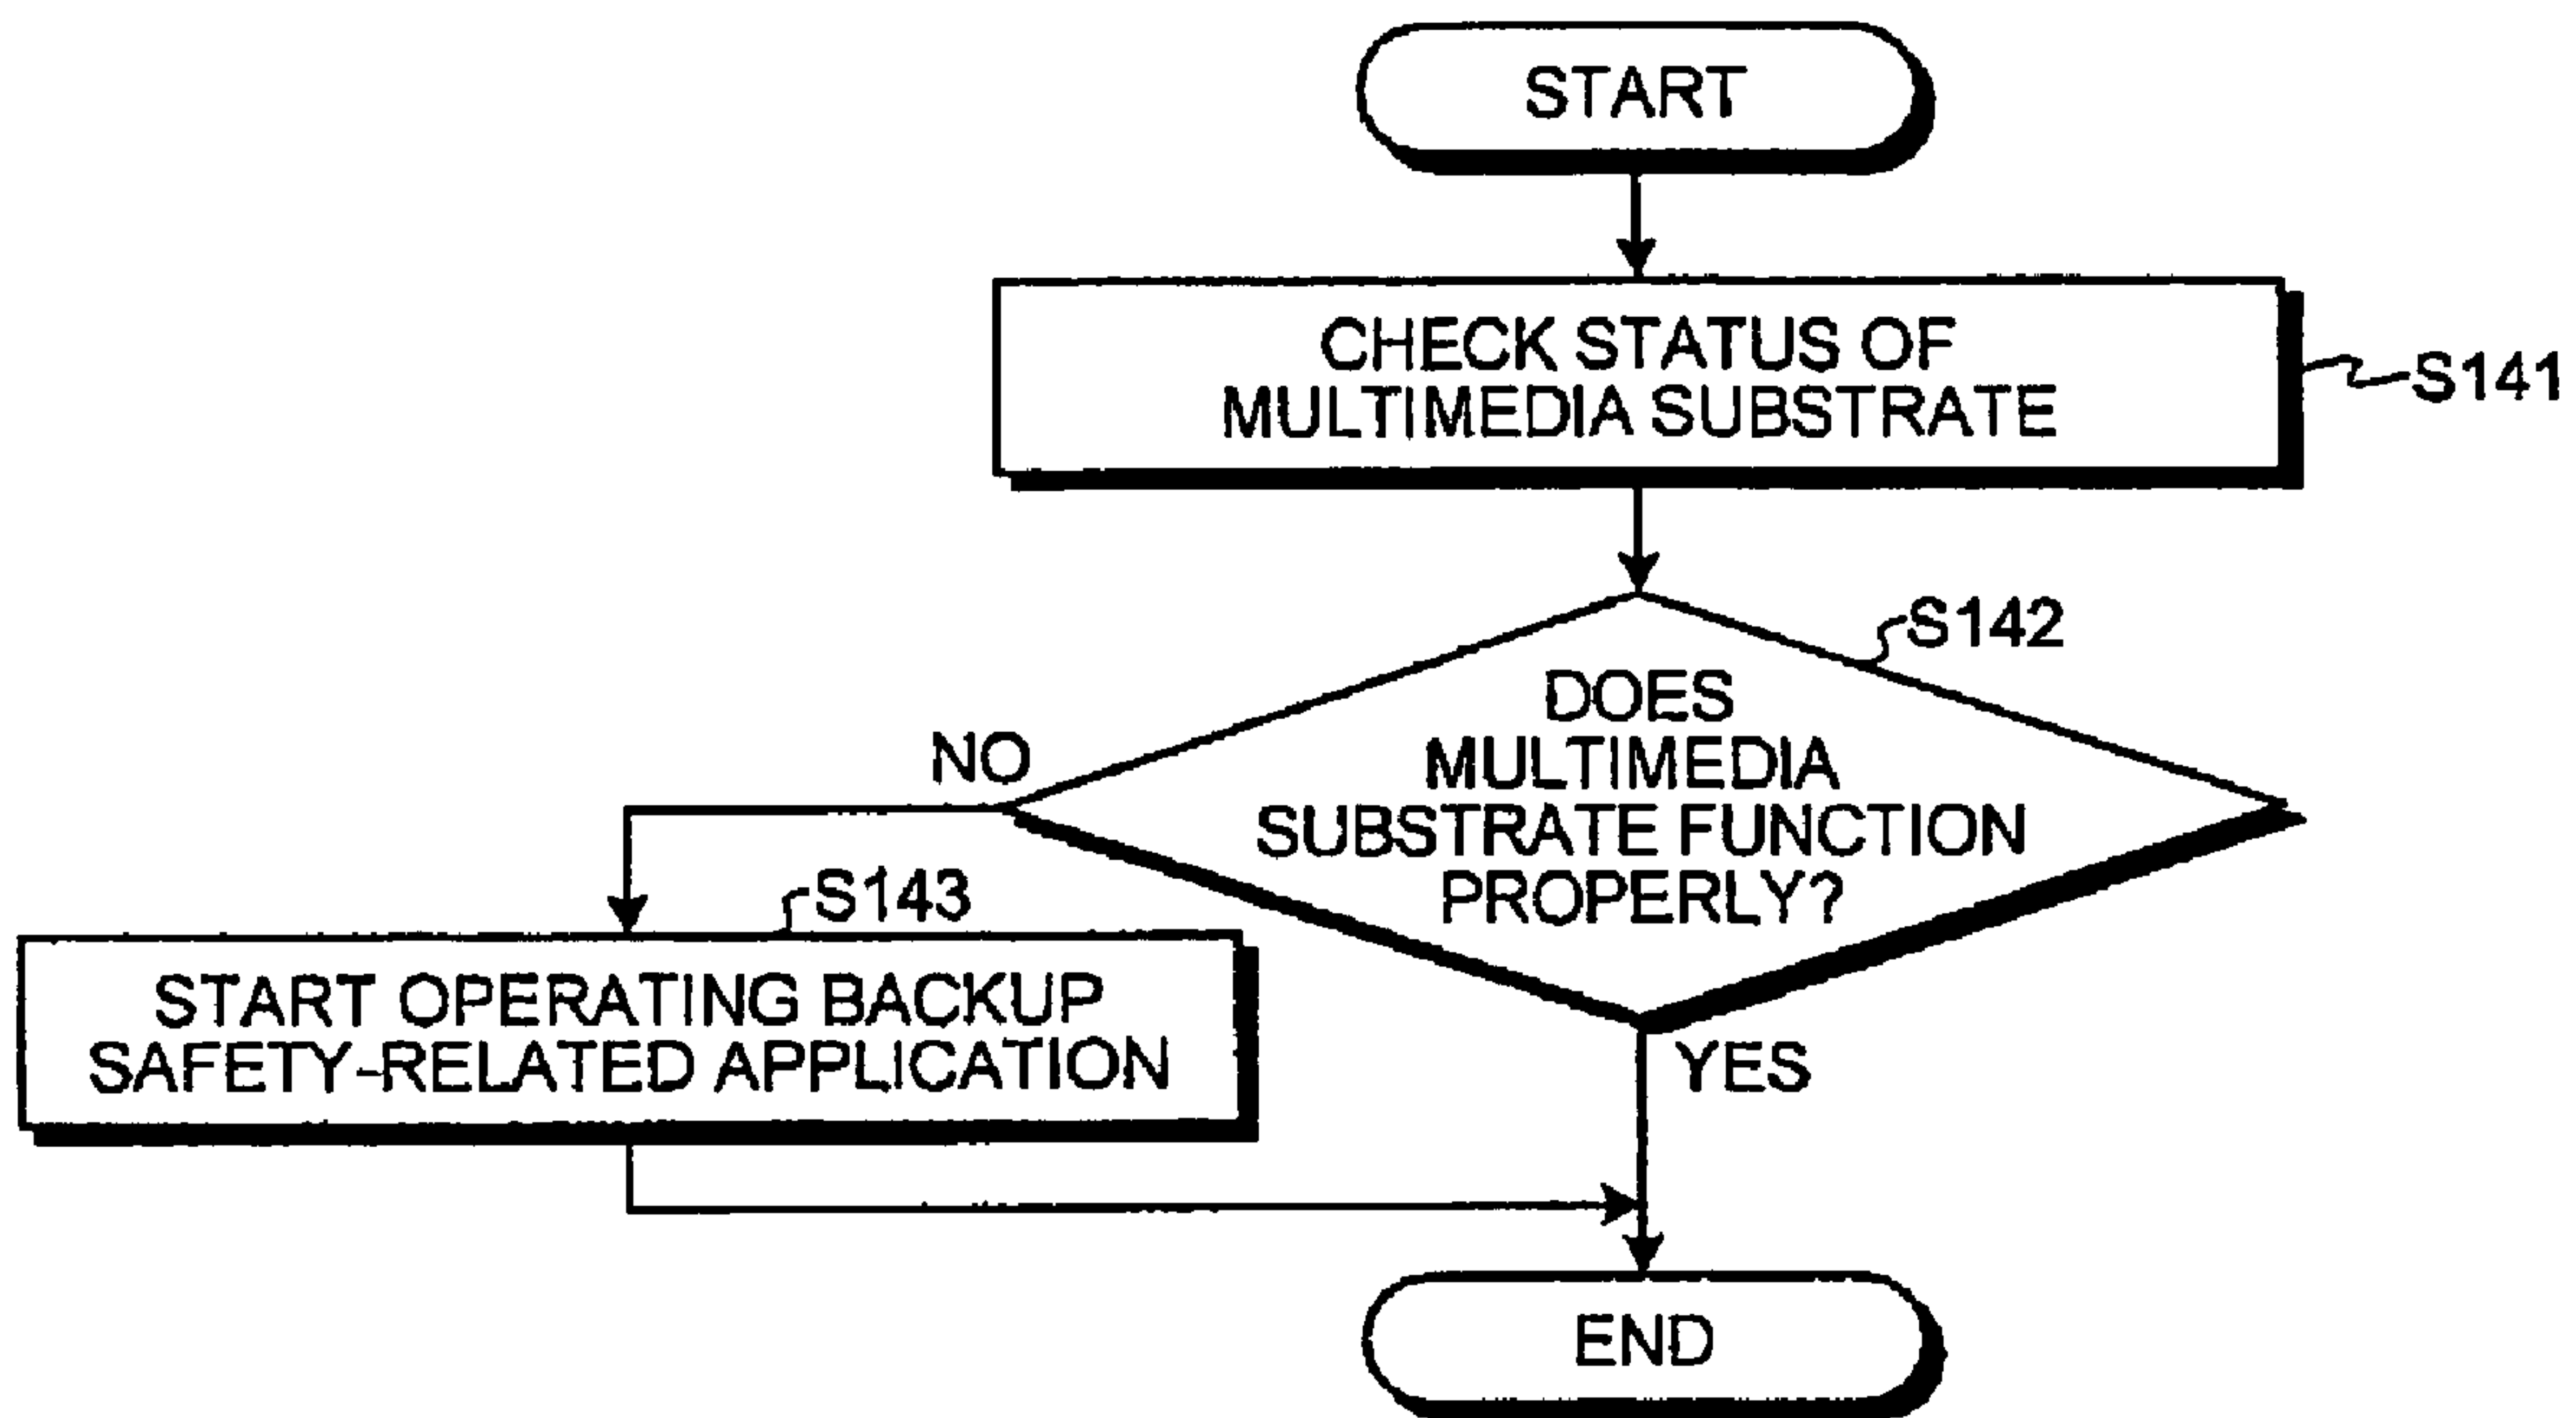 START
CHECK STATUS OF
MULTIMEDIA SUBSTRATE
S141
S142
DOES
MULTIMEDIA
SUBSTRATE FUNCTION
PROPERLY?
NO
S143
START OPERATING BACKUP
SAFETY-RELATED APPLICATION
YES
END